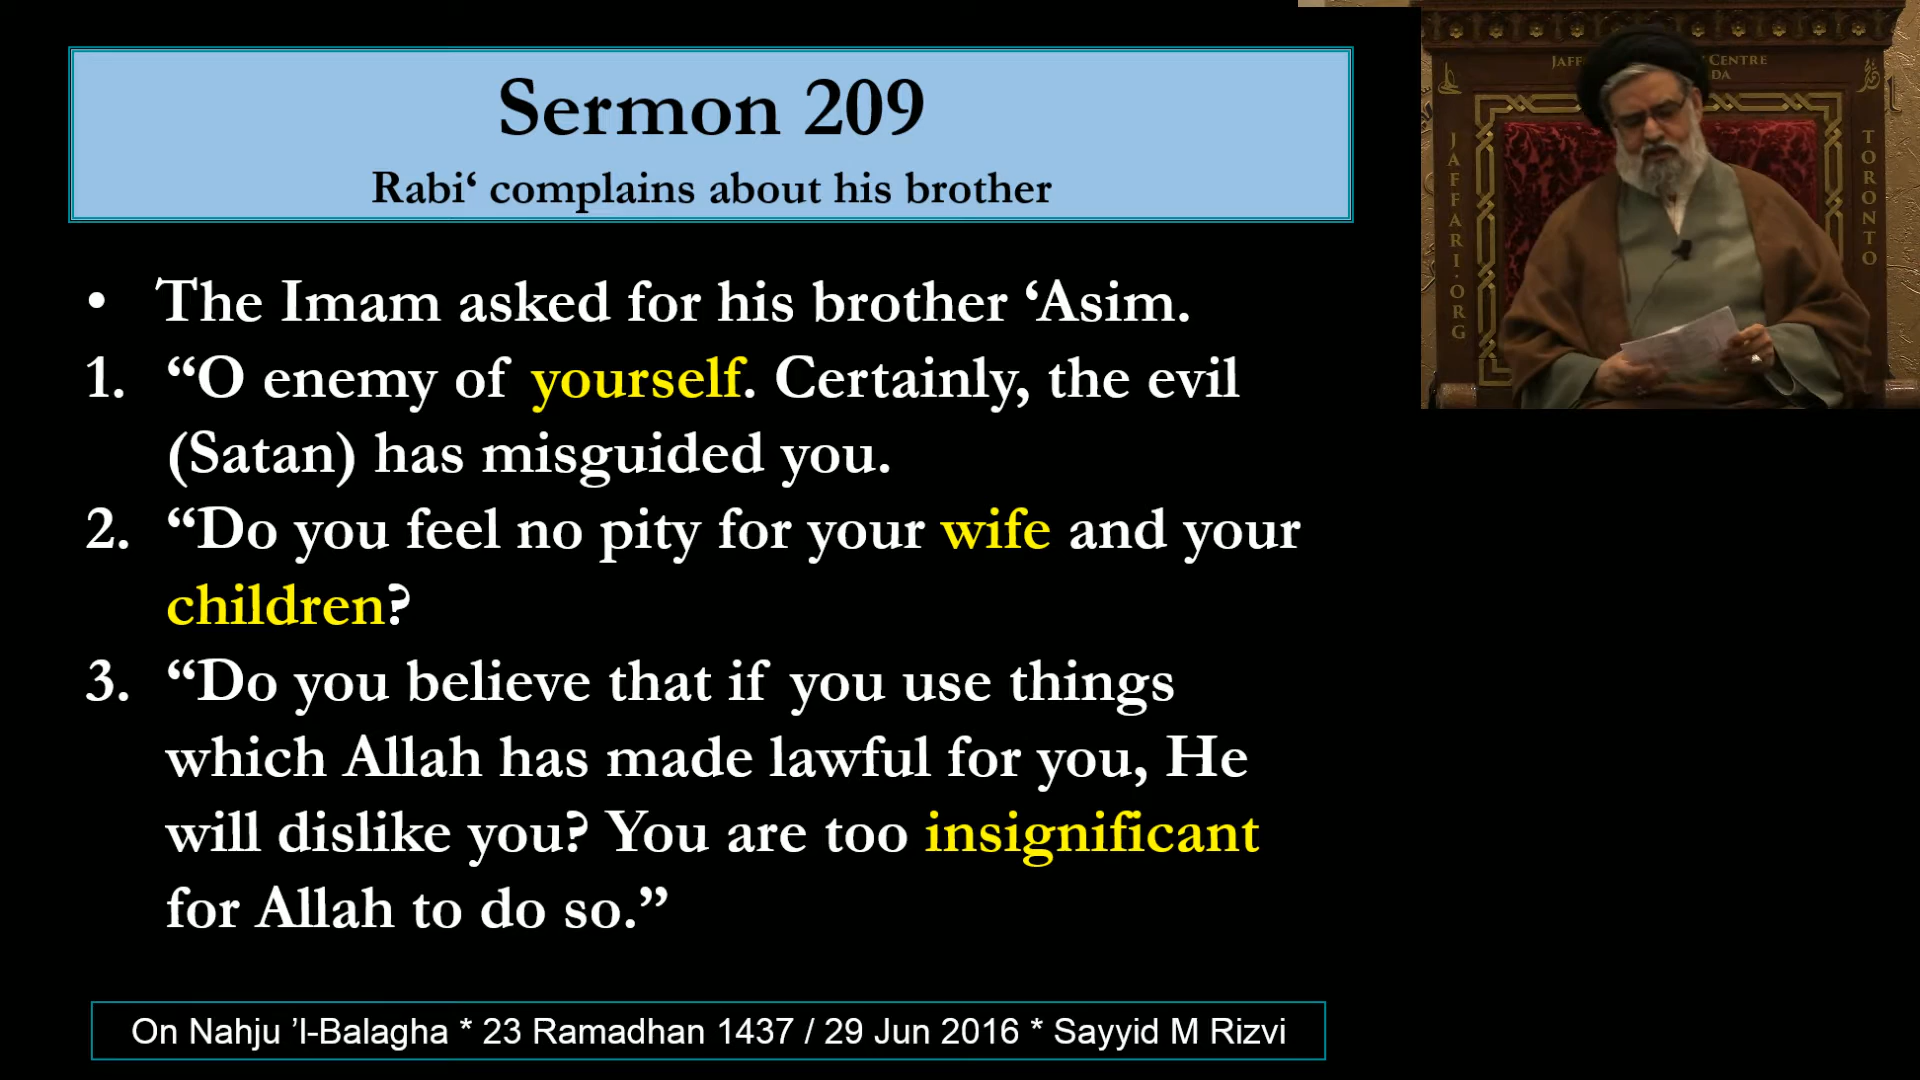 Sermon 209
Rabi‘ complains about his brother
• The Imam asked for his brother ‘Asim.
1. “O enemy of yourself. Certainly, the evil
(Satan) has misguided you.
2. “Do you feel no pity for your wife and your
children?
3. “Do you believe that if you use things
which Allah has made lawful for you, He
will dislike you? You are too insignificant
for Allah to do so.”
On Nahju ’l-Balagha * 23 Ramadhan 1437 / 29 Jun 2016 * Sayyid M Rizvi
CENTRE
JAFFARI.ORG
TORONTO